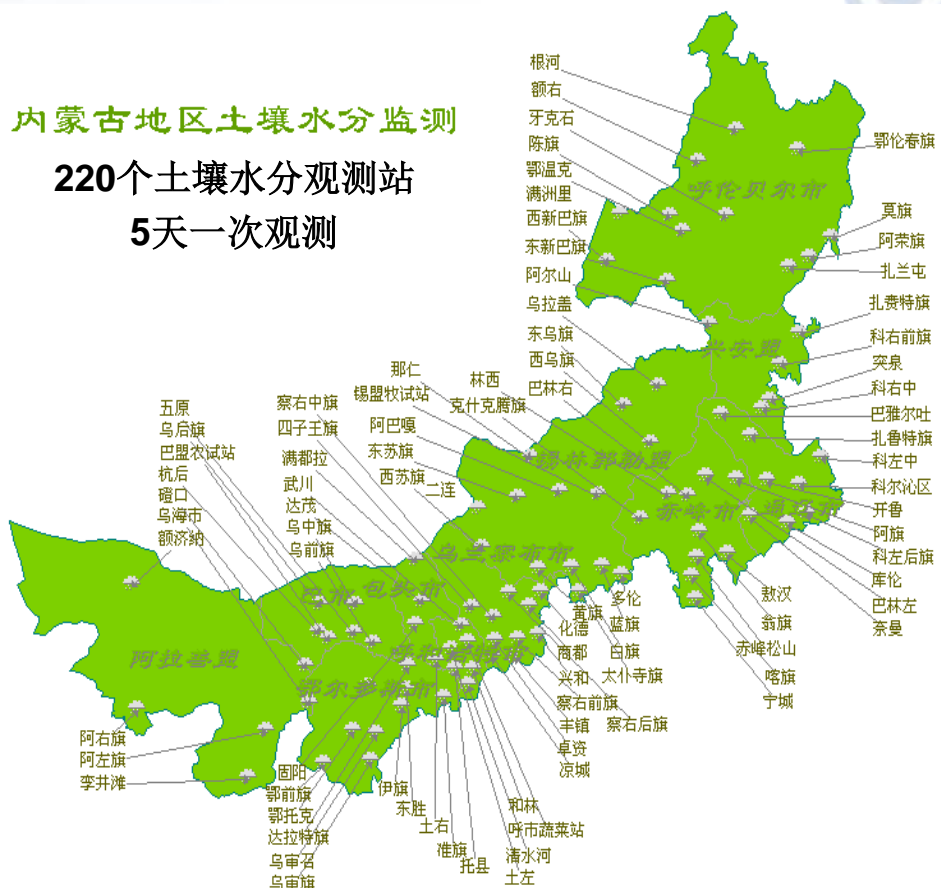 内蒙古地区土壤水分监测
220个土壤水分观测站
5天一次观测
根河
额右
牙克石
陈旗
鄂温克
满洲里
西新巴旗
东新巴旗
阿尔山
乌拉盖
东乌旗
西乌旗
巴林右
鄂伦春旗
莫旗
阿荣旗
扎兰屯
扎赉特旗
科右前旗
突泉
科右中
巴雅尔吐
扎鲁特旗
科左中
科尔沁区
开鲁
阿旗
科左后旗
库伦
巴林左
奈曼
呼伦贝尔市
兴安盟
锡林郭勒盟
赤峰市
通辽市
乌兰察布市
包头市
巴市
呼和浩特市
鄂尔多斯市
阿拉善盟
那仁
锡盟牧试站
林西
克什克腾旗
阿巴嘎
东苏旗
西苏旗
二连
察右中旗
四子王旗
满都拉
武川
达茂
乌中旗
乌前旗
五原
乌后旗
巴盟农试站
杭后
磴口
乌海市
额济纳
阿右旗
阿左旗
孪井滩
固阳
鄂前旗
鄂托克
达拉特旗
乌审召
乌审旗
伊旗
东胜
土右
准旗
托县
和林
呼市蔬菜站
清水河
土左
多伦
黄旗
蓝旗
化德
白旗
商都
太仆寺旗
兴和
察右前旗
察右后旗
丰镇
卓资
凉城
敖汉
翁旗
赤峰松山
喀旗
宁城